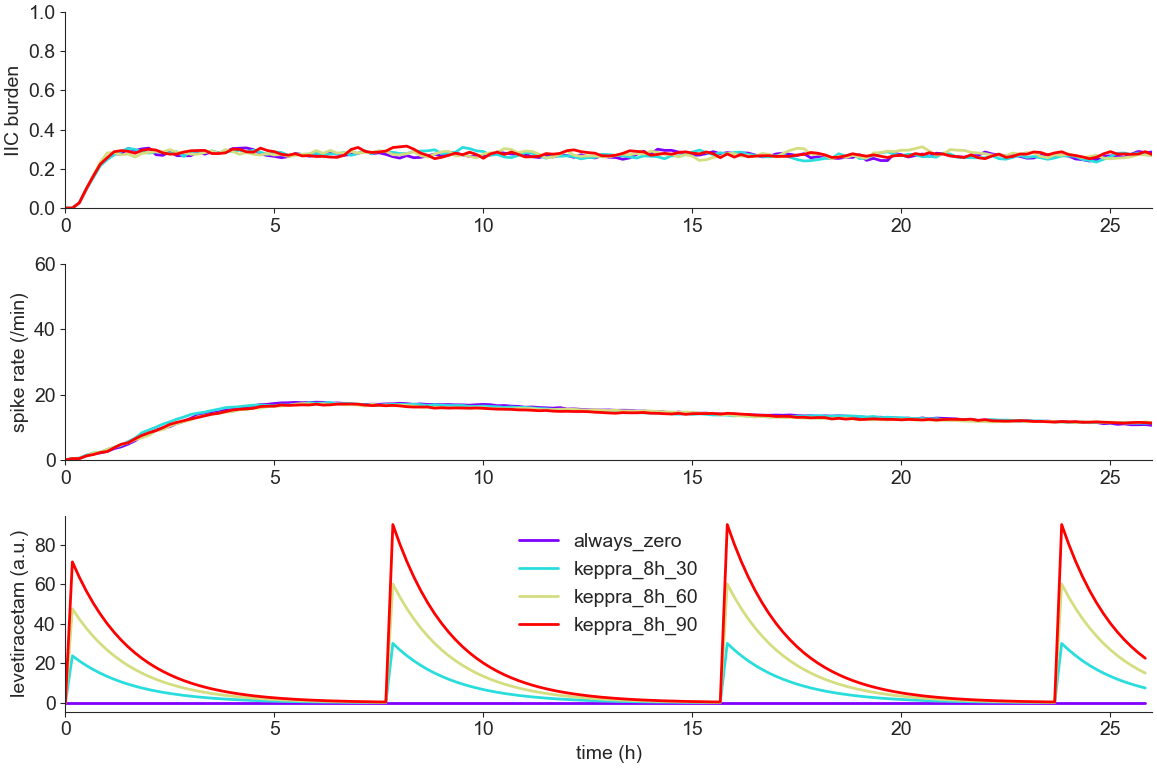 IIC burden
1.0
0.8
0.6
0.4
0.2
0.0
0 5 10 15 20 25
spike rate (/min)
60
40
20
0
0 5 10 15 20 25
levetiracetam (a.u.)
80
60
40
20
0
always_zero
keppra_8h_30
keppra_8h_60
keppra_8h_90
0 5 10 15 20 25
time (h)